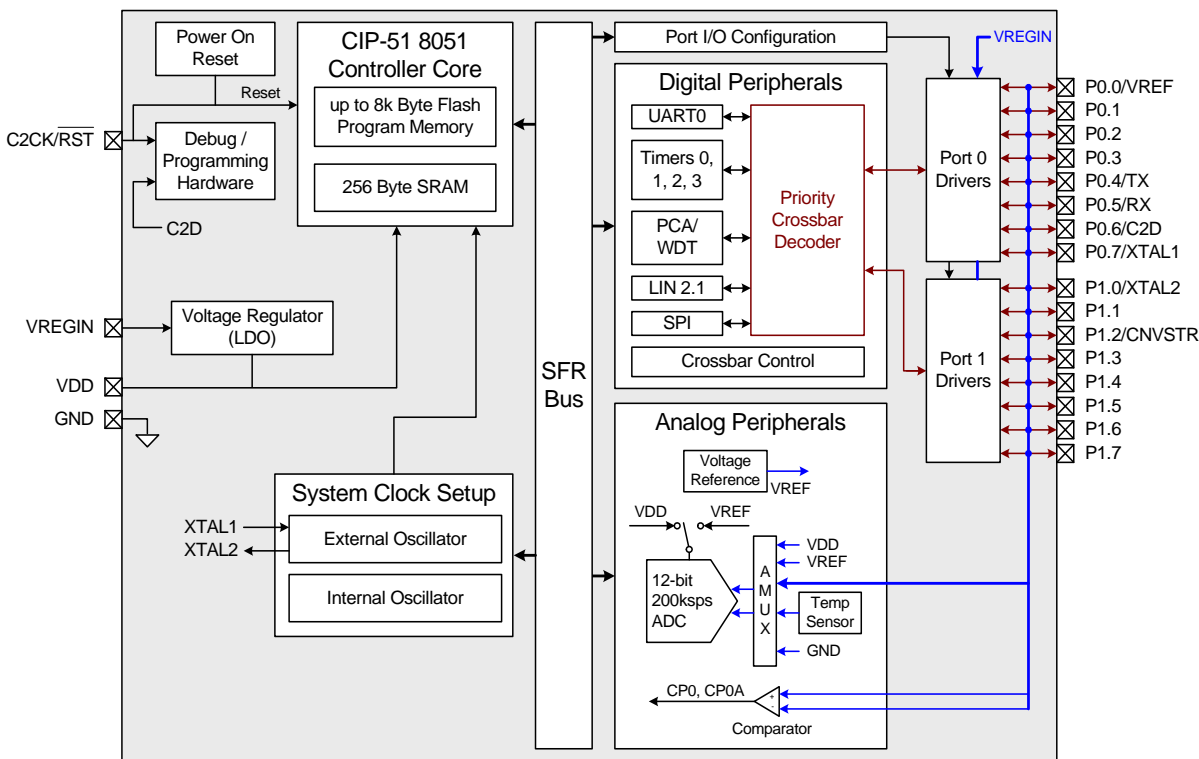 Power On
Reset
Reset
C2CK/RST
Debug /
Programming
Hardware
C2D
CIP-51 8051
Controller Core
up to 8k Byte Flash
Program Memory
256 Byte SRAM
VREGIN
Voltage Regulator
(LDO)
VDD
GND
System Clock Setup
XTAL1
XTAL2
External Oscillator
Internal Oscillator
SFR
Bus
Port I/O Configuration
Digital Peripherals
UART0
Timers 0,
1, 2, 3
PCA/
WDT
LIN 2.1
SPI
Priority
Crossbar
Decoder
Crossbar Control
Analog Peripherals
Voltage
Reference
VREF
VDD
VREF
12-bit
200ksps
ADC
A
M
U
X
VDD
VREF
Temp
Sensor
GND
CP0, CP0A
+
-
Comparator
VREGIN
Port 0
Drivers
Port 1
Drivers
P0.0/VREF
P0.1
P0.2
P0.3
P0.4/TX
P0.5/RX
P0.6/C2D
P0.7/XTAL1
P1.0/XTAL2
P1.1
P1.2/CNVSTR
P1.3
P1.4
P1.5
P1.6
P1.7